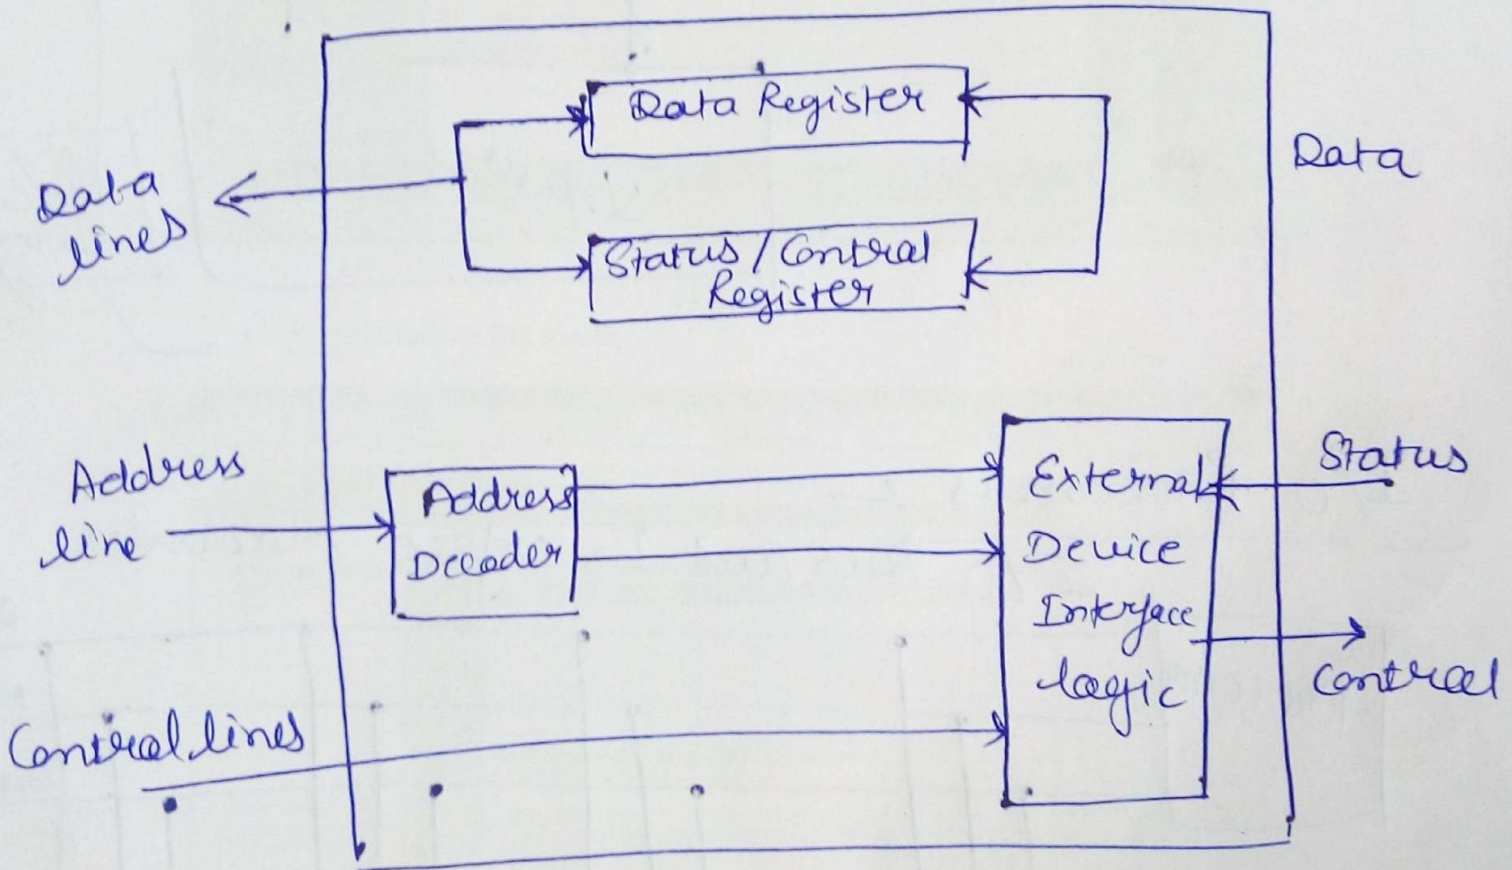 Data Register
Data
Data
lines
Status / Control
Register
Address
line
Address
Decoder
External
Device
Interface
logic
Status
Control
Control lines